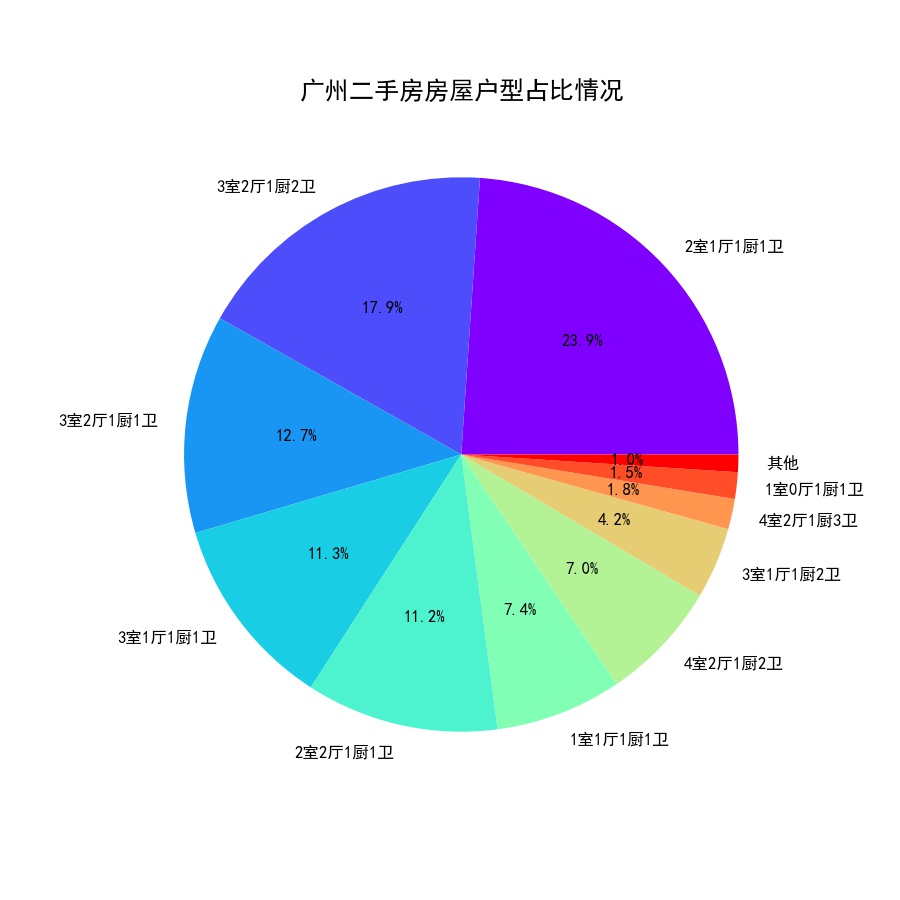 广州二手房房屋户型占比情况
3室2厅1厨2卫
2室1厅1厨1卫
17.9%
23.9%
3室2厅1厨1卫
12.7%
其他
1.0%
1.5%
1室0厅1厨1卫
1.8%
4室2厅1厨3卫
4.2%
11.3%
7.0%
3室1厅1厨2卫
7.4%
11.2%
3室1厅1厨1卫
4室2厅1厨2卫
1室1厅1厨1卫
2室2厅1厨1卫